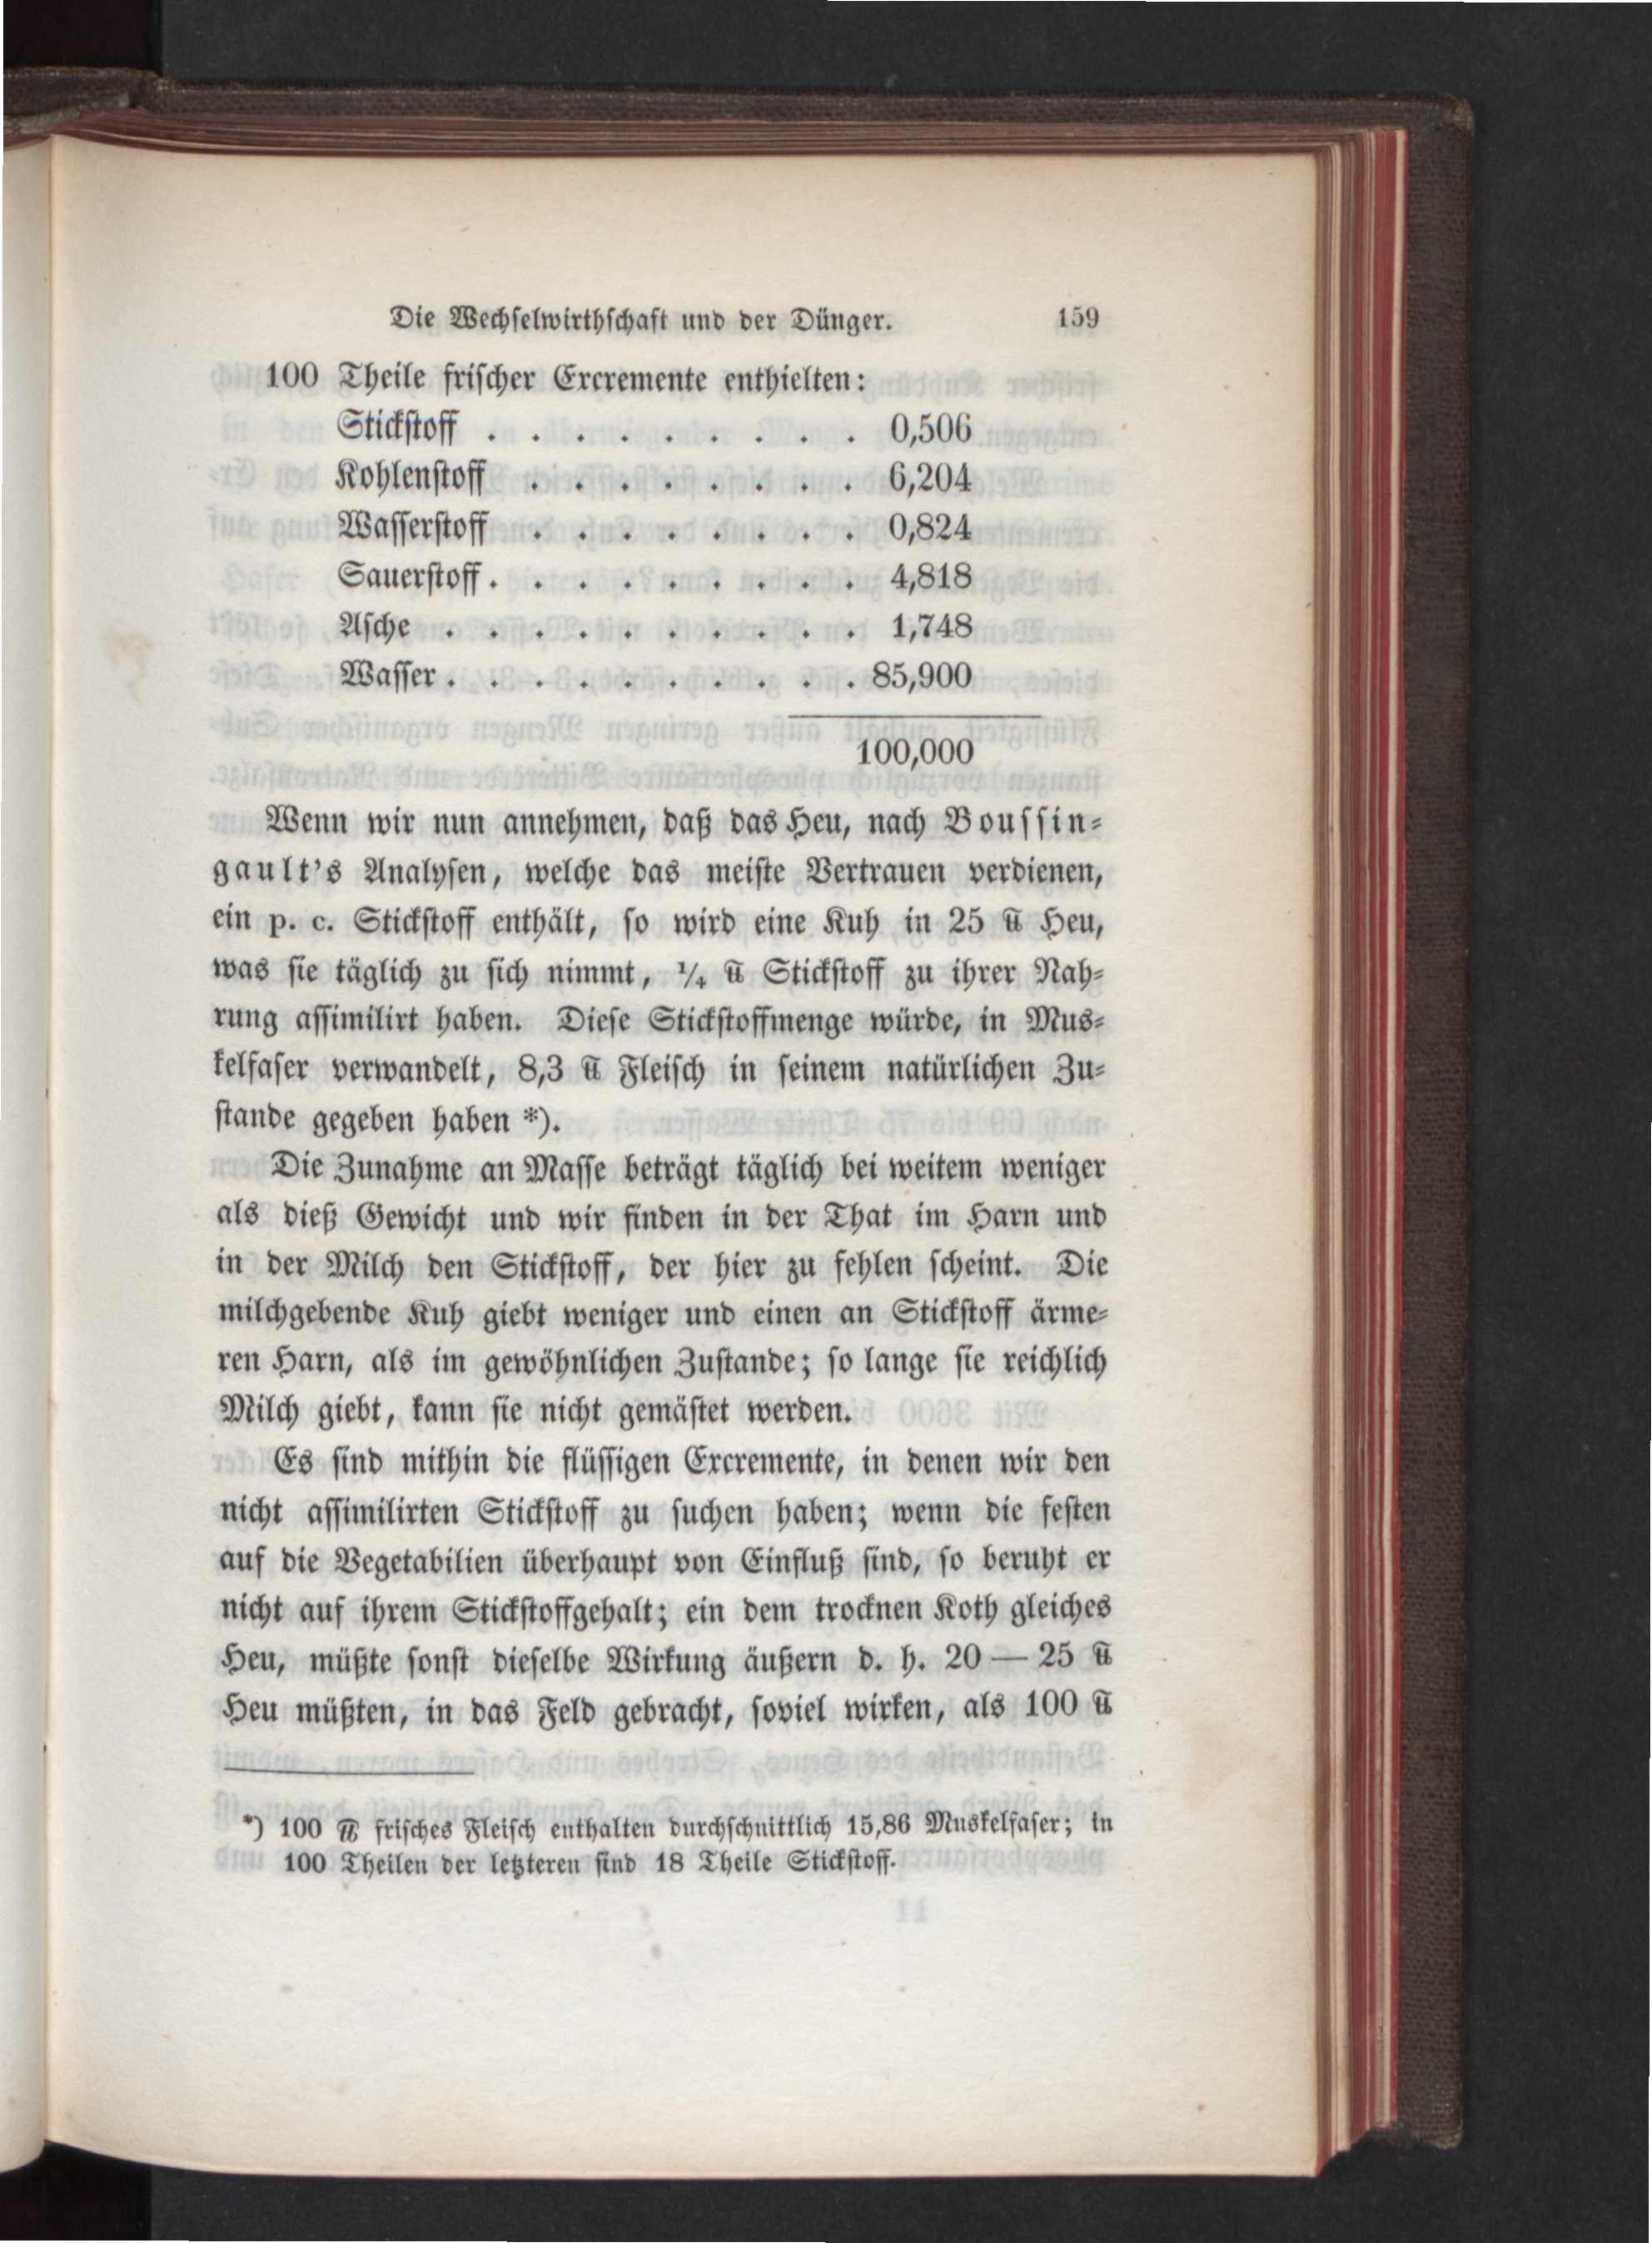 Die Wechselwirthschaft und der Dünger. 159
100 Theile frischer Excremente enthielten:
Stickstoff . . . . . . . . . 0,506
Kohlenstoff . . . . . . . . 6,204
Wasserstoff . . . . . . . . 0,824
Sauerstoff . . . . . . . . . 4,818
Asche . . . . . . . . . . 1,748
Wasser . . . . . . . . . . 85,900
100,000
Wenn wir nun annehmen, daß das Heu, nach Boussin-
gault's Analysen, welche das meiste Vertrauen verdienen,
ein p. c. Stickstoff enthält, so wird eine Kuh in 25 ℔ Heu,
was sie täglich zu sich nimmt, ¼ ℔ Stickstoff zu ihrer Nah-
rung assimilirt haben. Diese Stickstoffmenge würde, in Mus-
kelfaser verwandelt, 8,3 ℔ Fleisch in seinem natürlichen Zu-
stande gegeben haben *).
Die Zunahme an Masse beträgt täglich bei weitem weniger
als dieß Gewicht und wir finden in der That im Harn und
in der Milch den Stickstoff, der hier zu fehlen scheint. Die
milchgebende Kuh giebt weniger und einen an Stickstoff ärme-
ren Harn, als im gewöhnlichen Zustande; so lange sie reichlich
Milch giebt, kann sie nicht gemästet werden.
Es sind mithin die flüssigen Excremente, in denen wir den
nicht assimilirten Stickstoff zu suchen haben; wenn die festen
auf die Vegetabilien überhaupt von Einfluß sind, so beruht er
nicht auf ihrem Stickstoffgehalt; ein dem trocknen Koth gleiches
Heu, müßte sonst dieselbe Wirkung äußern d. h. 20 — 25 ℔
Heu müßten, in das Feld gebracht, soviel wirken, als 100 ℔
*) 100 ℔ frisches Fleisch enthalten durchschnittlich 15,86 Muskelfaser; in
100 Theilen der letzteren sind 18 Theile Stickstoff.